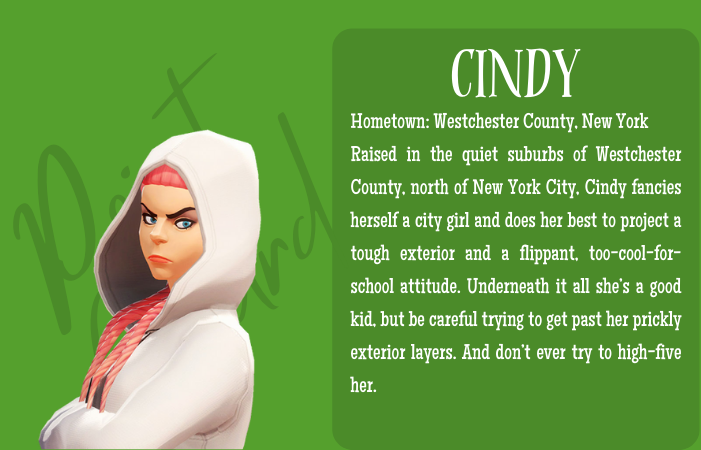 CINDY
Hometown: Westchester County, New York
Raised in the quiet suburbs of Westchester
County, north of New York City, Cindy fancies
herself a city girl and does her best to project a
tough exterior and a flippant, too-cool-for-
school attitude. Underneath it all she's a good
kid, but be careful trying to get past her prickly
exterior layers. And don't ever try to high-five
her.
Point